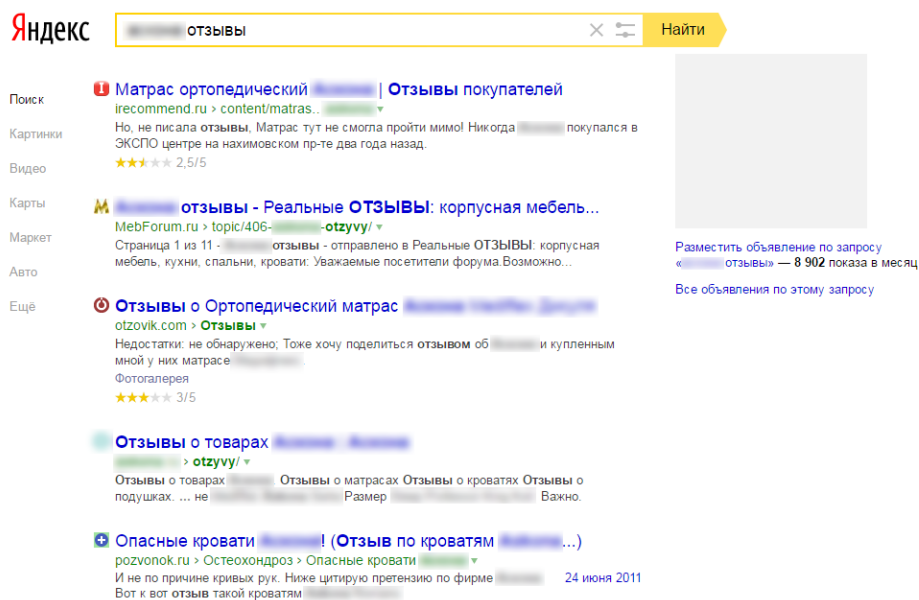 Яндекс
отзывы
Найти
Поиск
Картинки
Видео
Карты
Маркет
Авто
Ещё
Матрас ортопедический | Отзывы покупателей
irecommend.ru › content/matras..
Но, не писала отзывы, Матрас тут не смогла пройти мимо! Никогда покупался в
ЭКСПО центре на нахимовском пр-те два года назад.
2,5/5
отзывы - Реальные ОТЗЫВЫ: корпусная мебель...
MebForum.ru › topic/406- -otzyvy/
Страница 1 из 11 - отзывы - отправлено в Реальные ОТЗЫВЫ: корпусная
мебель, кухни, спальни, кровати: Уважаемые посетители форума.Возможно...
Отзывы о Ортопедический матрас
otzovik.com › Отзывы
Недостатки: не обнаружено; Тоже хочу поделиться отзывом об и купленным
мной у них матрасе .
Фотогалерея
3/5
Отзывы о товарах
› otzyvy/
Отзывы о товарах . Отзывы о матрасах Отзывы о кроватях Отзывы о
подушках. ... не Размер Важно.
Опасные кровати ! (Отзыв по кроватям ...)
pozvonok.ru › Остеохондроз › Опасные кровати
И не по причине кривых рук. Ниже цитирую претензию по фирме 24 июня 2011
Вот к вот отзыв такой кроватям
Разместить объявление по запросу
« отзывы» — 8 902 показа в месяц
Все объявления по этому запросу